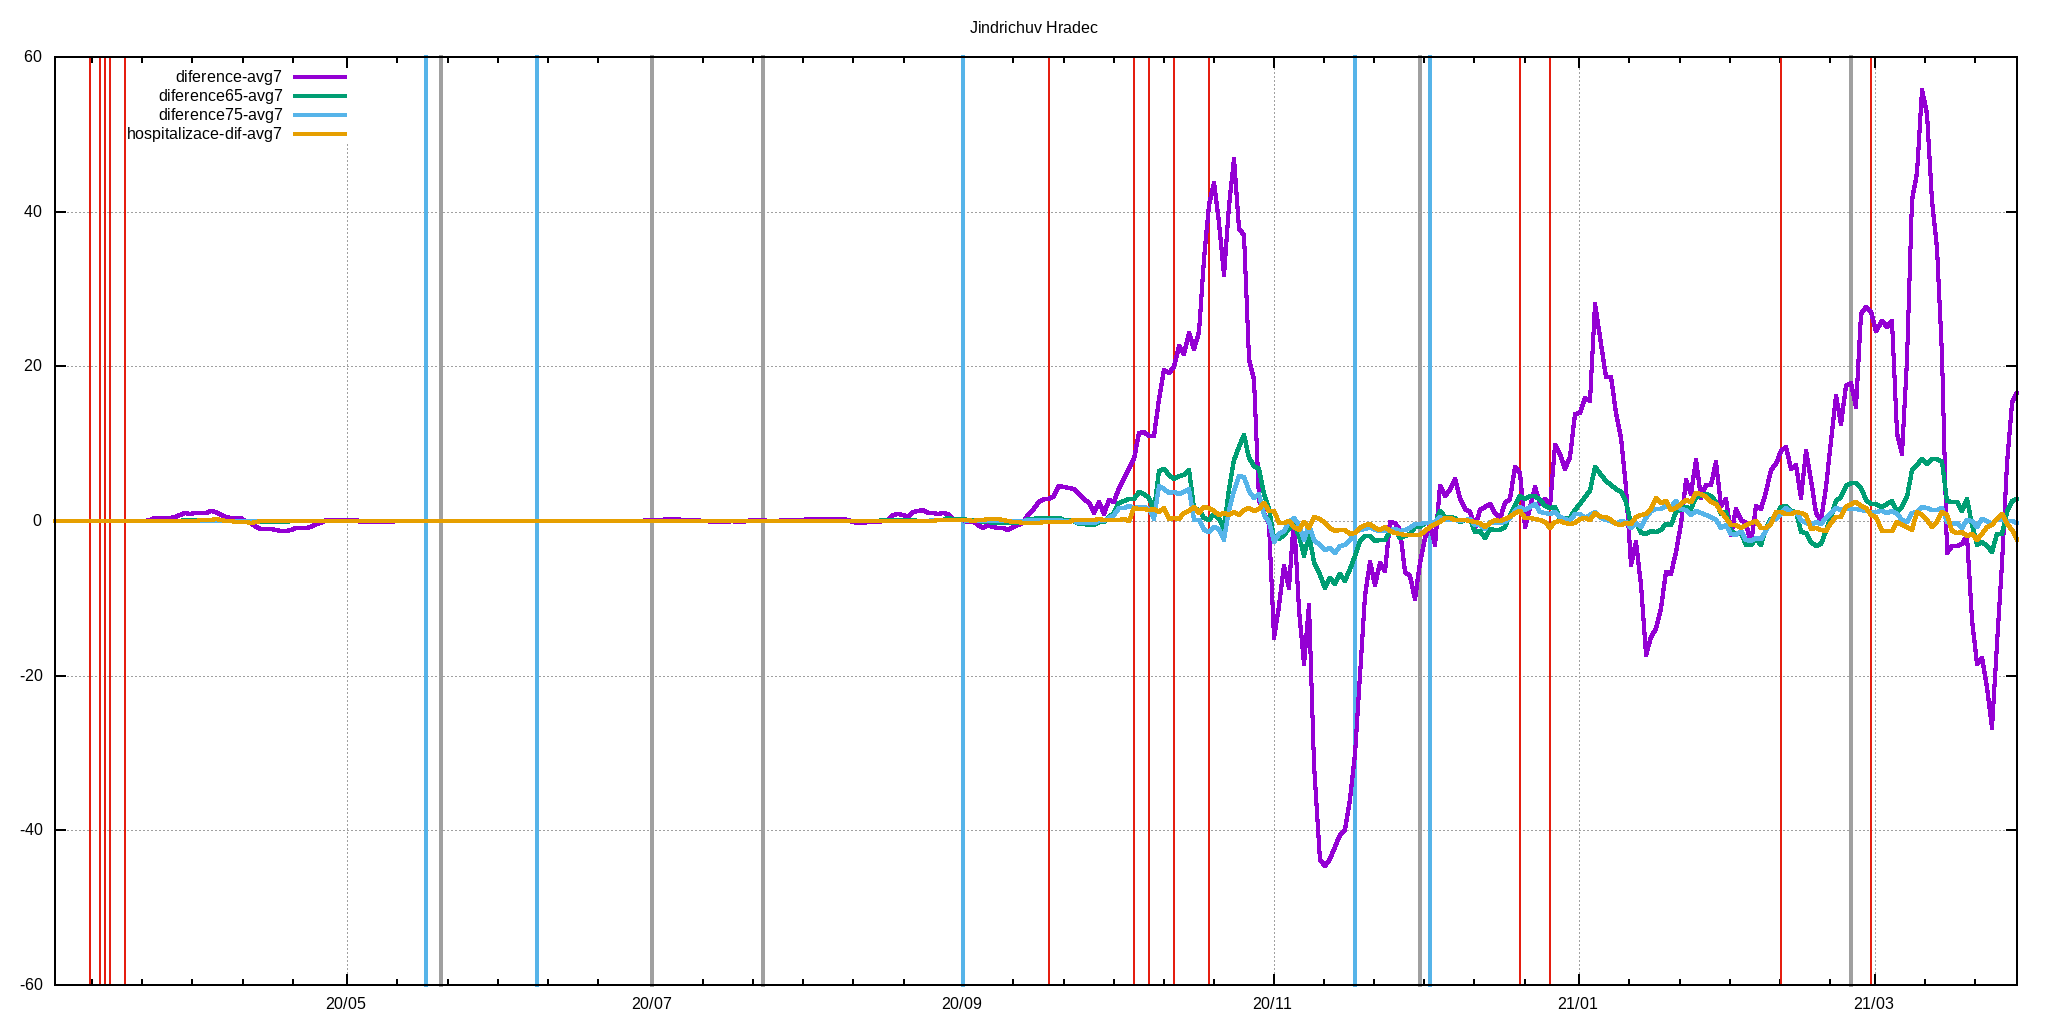 Jindrichuv Hradec
60
40
20
0
-20
-40
-60
diference-avg7
diference65-avg7
diference75-avg7
hospitalizace-dif-avg7
20/05
20/07
20/09
20/11
21/01
21/03